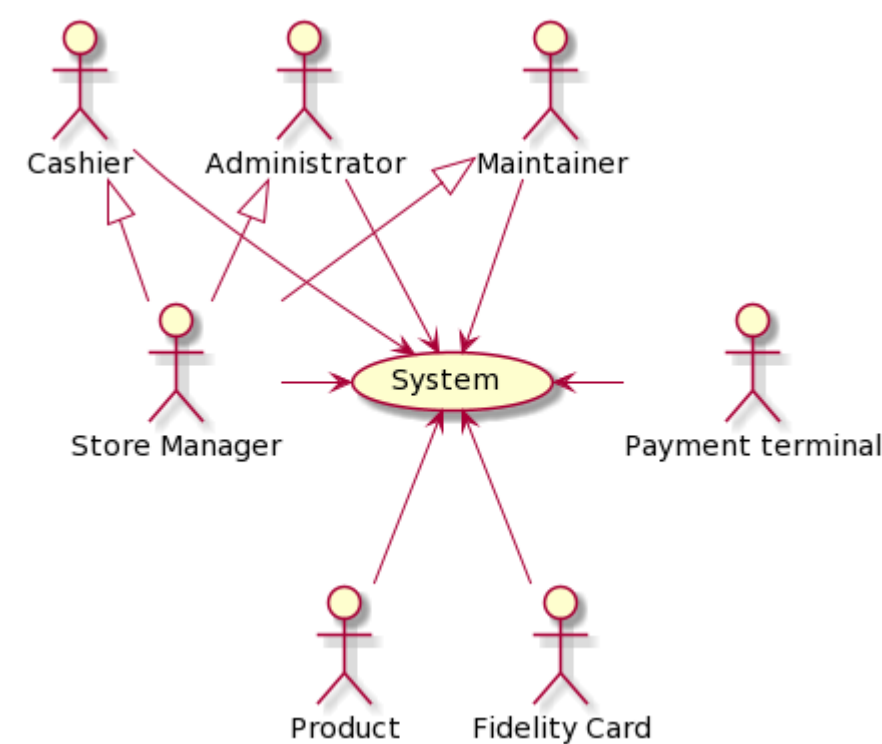 Cashier
Administrator
Maintainer
System
Store Manager
Payment terminal
Product
Fidelity Card